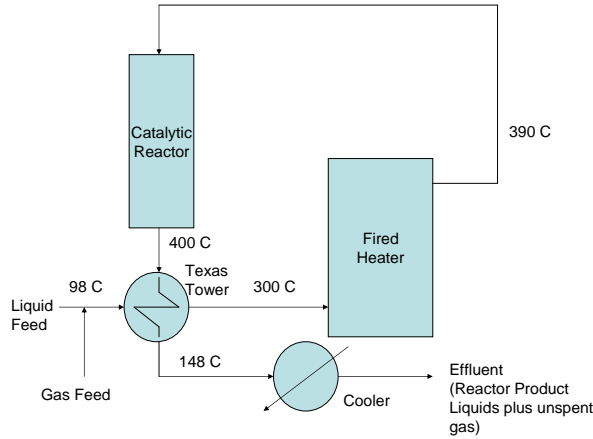 Catalytic
Reactor
390 C
Fired
Heater
400 C
Texas
Tower
98 C
300 C
Liquid
Feed
148 C
Gas Feed
Cooler
Effluent
(Reactor Product
Liquids plus unspent
gas)